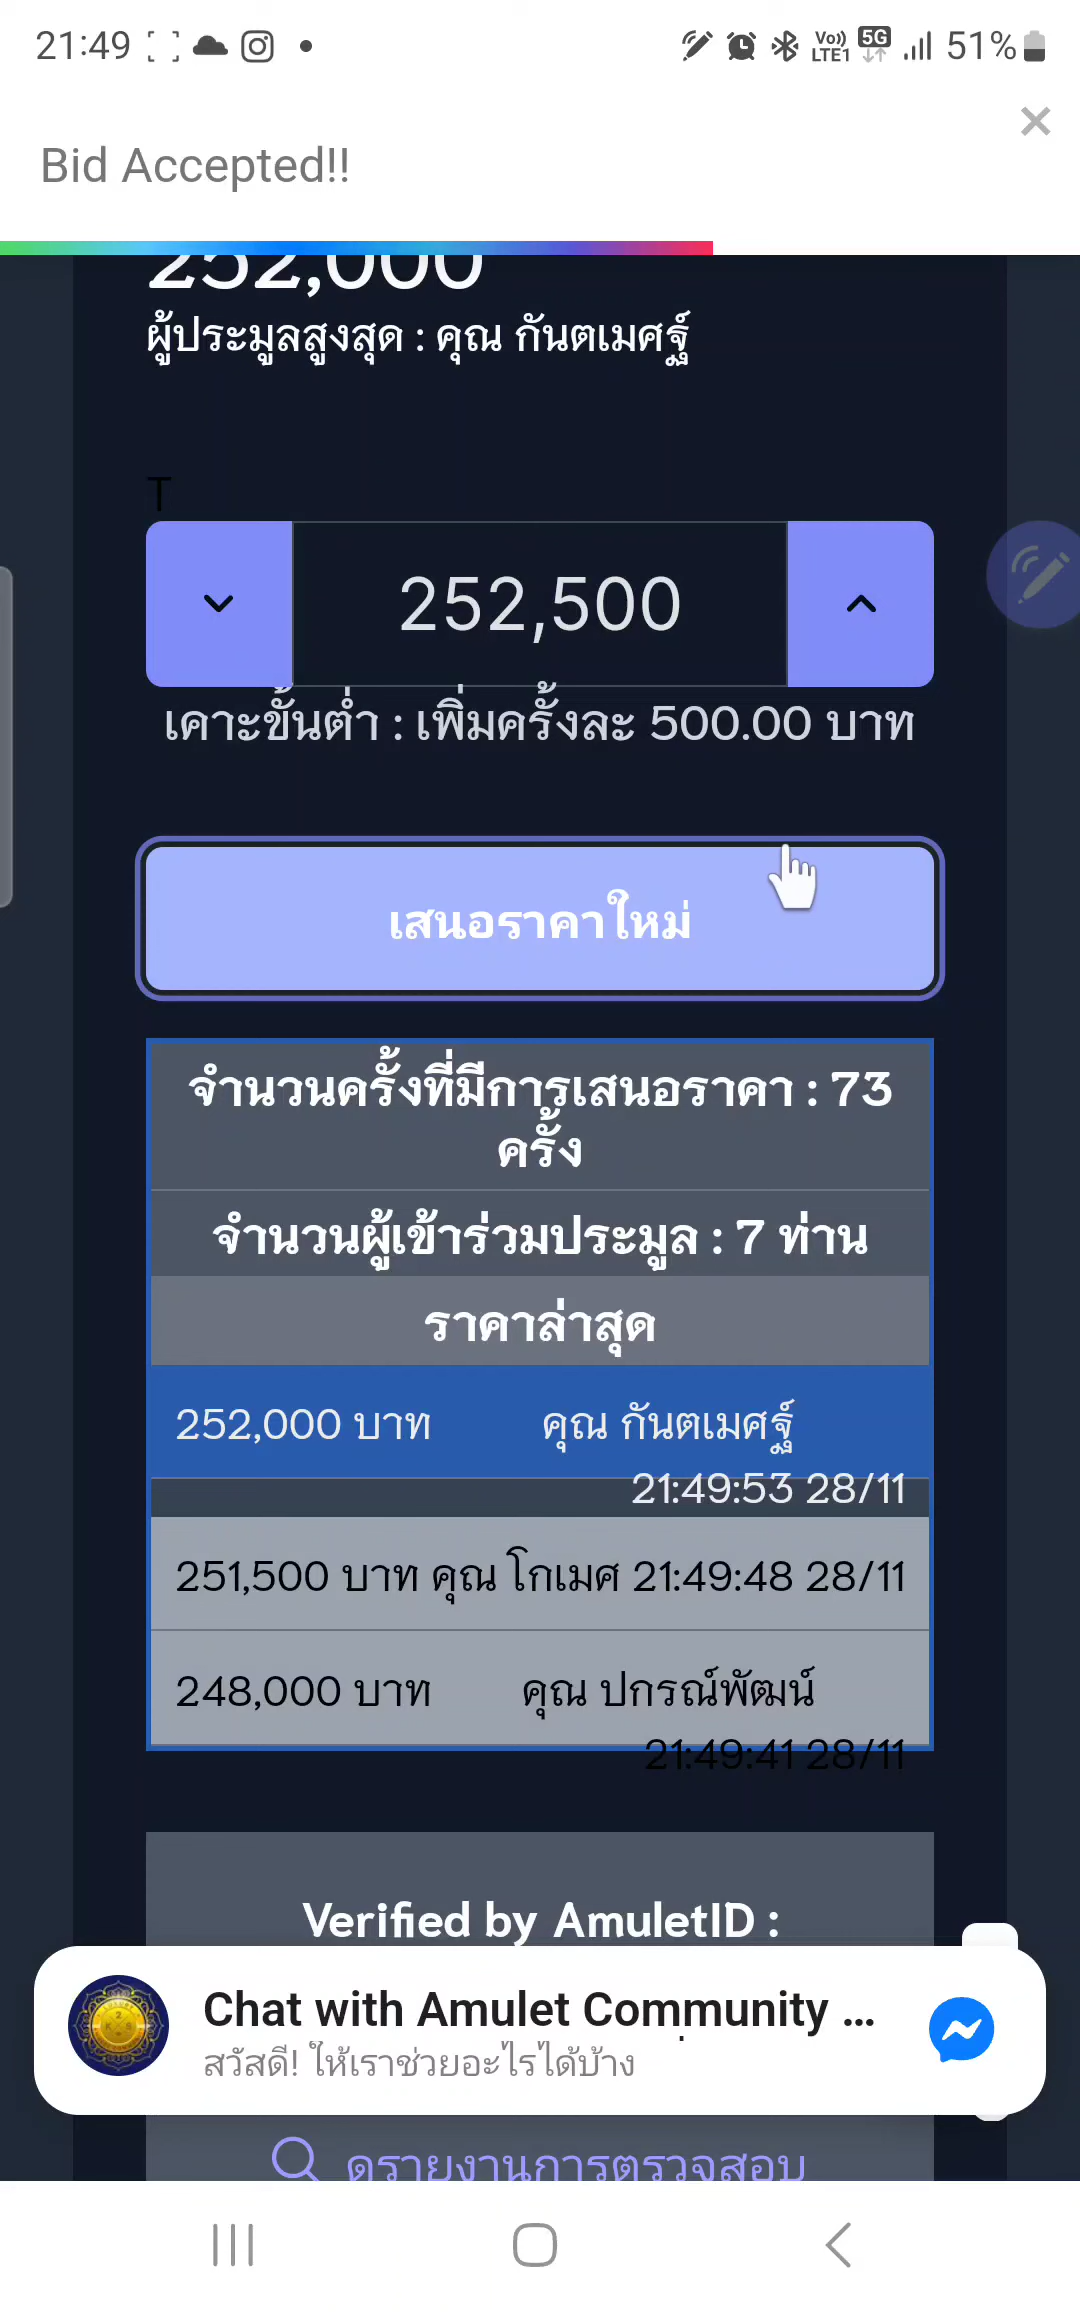 21:49
Vo)) LTE1 5G 51%
Bid Accepted!!
252,000
ผู้ประมูลสูงสุด : คุณ กันตเมศฐ์
T
252,500
เคาะขั้นต่ำ : เพิ่มครั้งละ 500.00 บาท
เสนอราคาใหม่
จำนวนครั้งที่มีการเสนอราคา : 73
ครั้ง
จำนวนผู้เข้าร่วมประมูล : 7 ท่าน
ราคาล่าสุด
252,000 บาท คุณ กันตเมศฐ์
21:49:53 28/11
251,500 บาท คุณ โกเมศ 21:49:48 28/11
248,000 บาท คุณ ปกรณ์พัฒน์
21:49:41 28/11
Verified by AmuletID :
Chat with Amulet Community ...
สวัสดี! ให้เราช่วยอะไรได้บ้าง
ดูรายงานการตรวจสอบ